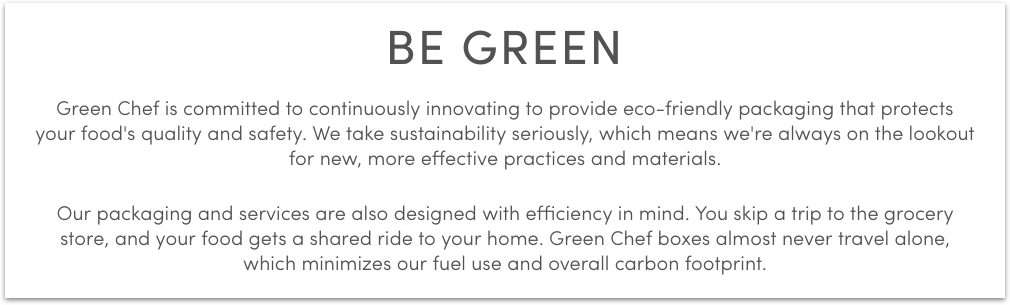 BE GREEN
Green Chef is committed to continuously innovating to provide eco-friendly packaging that protects
your food's quality and safety. We take sustainability seriously, which means we're always on the lookout
for new, more effective practices and materials.
Our packaging and services are also designed with efficiency in mind. You skip a trip to the grocery
store, and your food gets a shared ride to your home. Green Chef boxes almost never travel alone,
which minimizes our fuel use and overall carbon footprint.